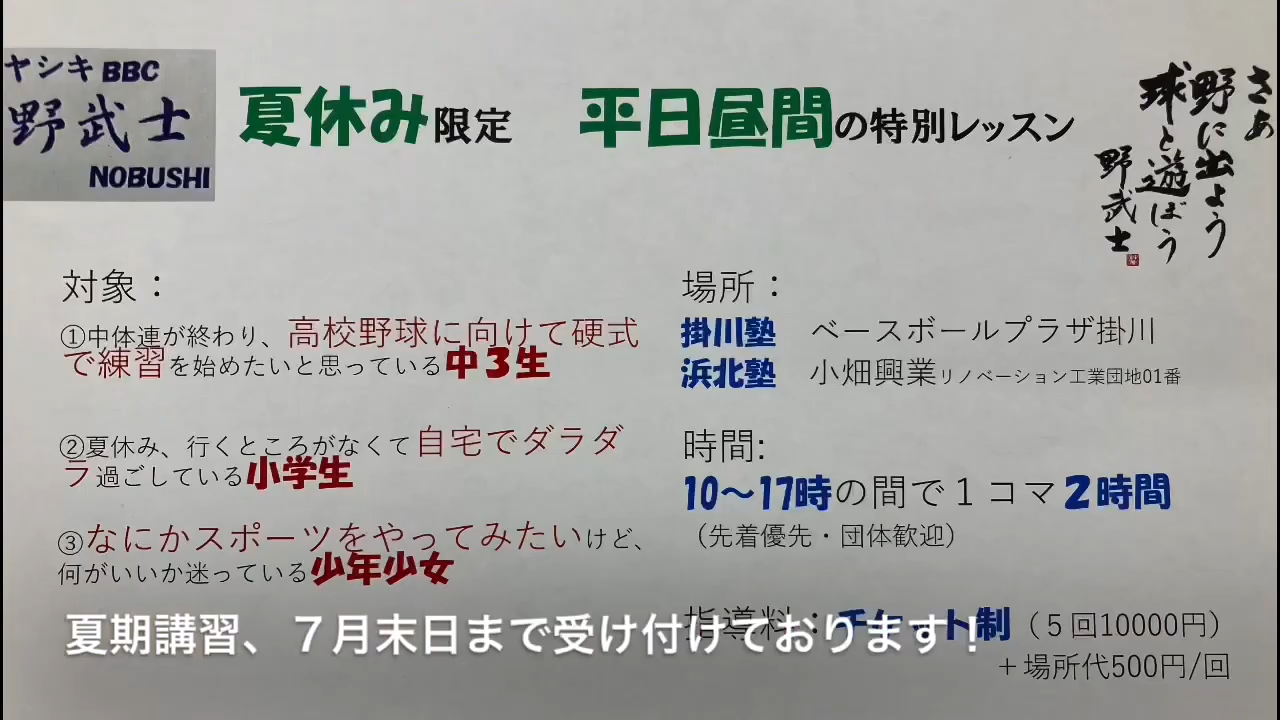 ヤシキBBC
野武士
NOBUSHI
夏休み限定 平日昼間の特別レッスン
さあ
野に出よう
球と遊ぼう
野武士
対象：
①中体連が終わり、高校野球に向けて硬式
で練習を始めたいと思っている中３生
②夏休み、行くところがなくて自宅でダラダ
ラ過ごしている小学生
③なにかスポーツをやってみたいけど、
何がいいか迷っている少年少女
場所：
掛川塾 ベースボールプラザ掛川
浜北塾 小畑興業リノベーション工業団地01番
時間:
10～17時の間で１コマ２時間
（先着優先・団体歓迎）
指導料：チケット制（５回10000円）
＋場所代500円/回
夏期講習、７月末日まで受け付けております！